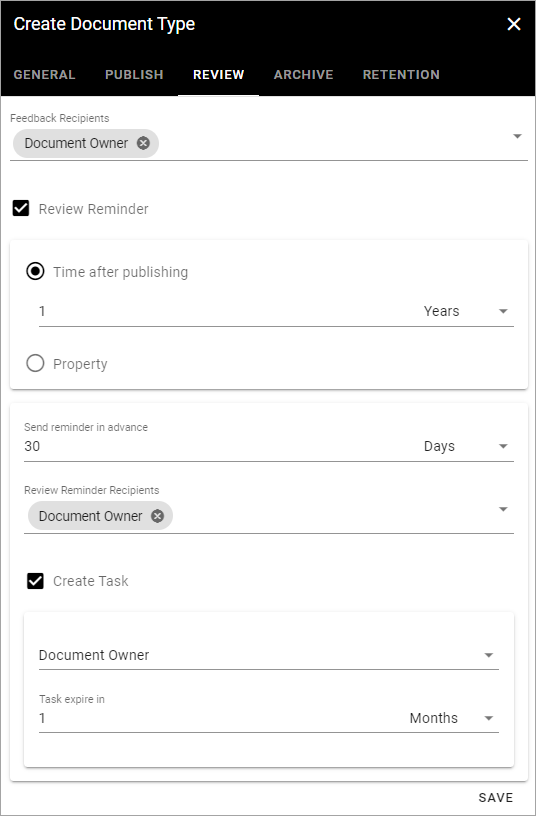 Create Document Type
GENERAL PUBLISH REVIEW ARCHIVE RETENTION
Feedback Recipients
Document Owner
Review Reminder
Time after publishing
1 Years
Property
Send reminder in advance
30 Days
Review Reminder Recipients
Document Owner
Create Task
Document Owner
Task expire in
1 Months
SAVE